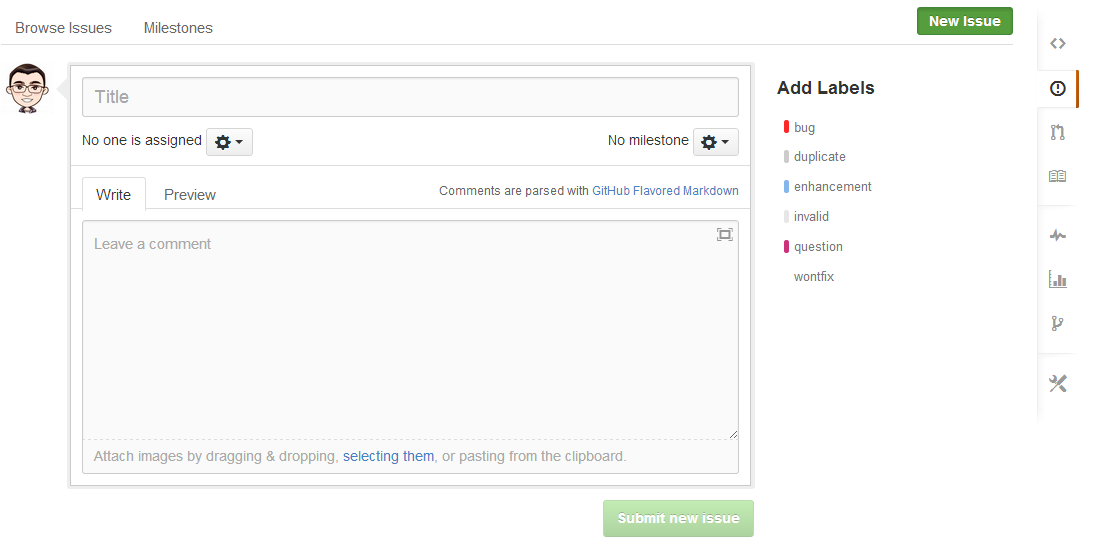 Browse Issues Milestones New Issue
Title
Add Labels
No one is assigned No milestone
bug
duplicate
Write Preview Comments are parsed with GitHub Flavored Markdown
enhancement
invalid
Leave a comment
question
wontfix
Attach images by dragging & dropping, selecting them, or pasting from the clipboard.
Submit new issue